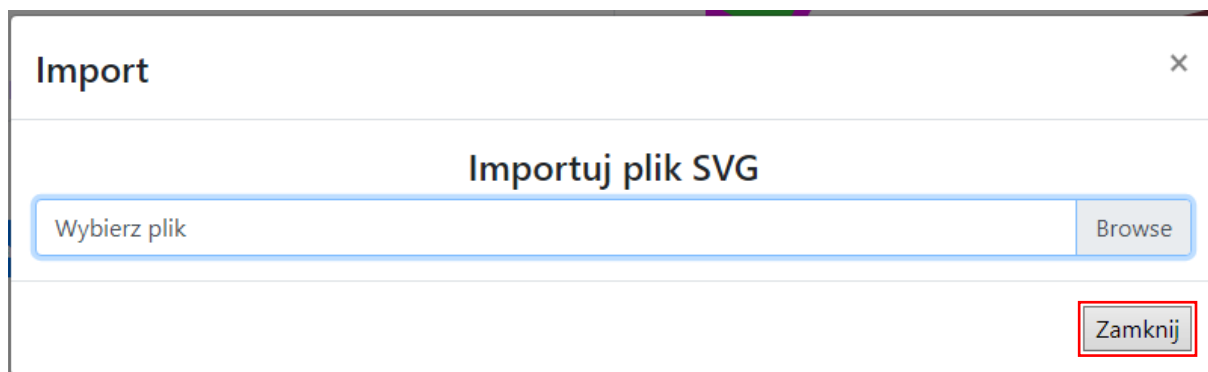 Import
×
Importuj plik SVG
Wybierz plik Browse
Zamknij